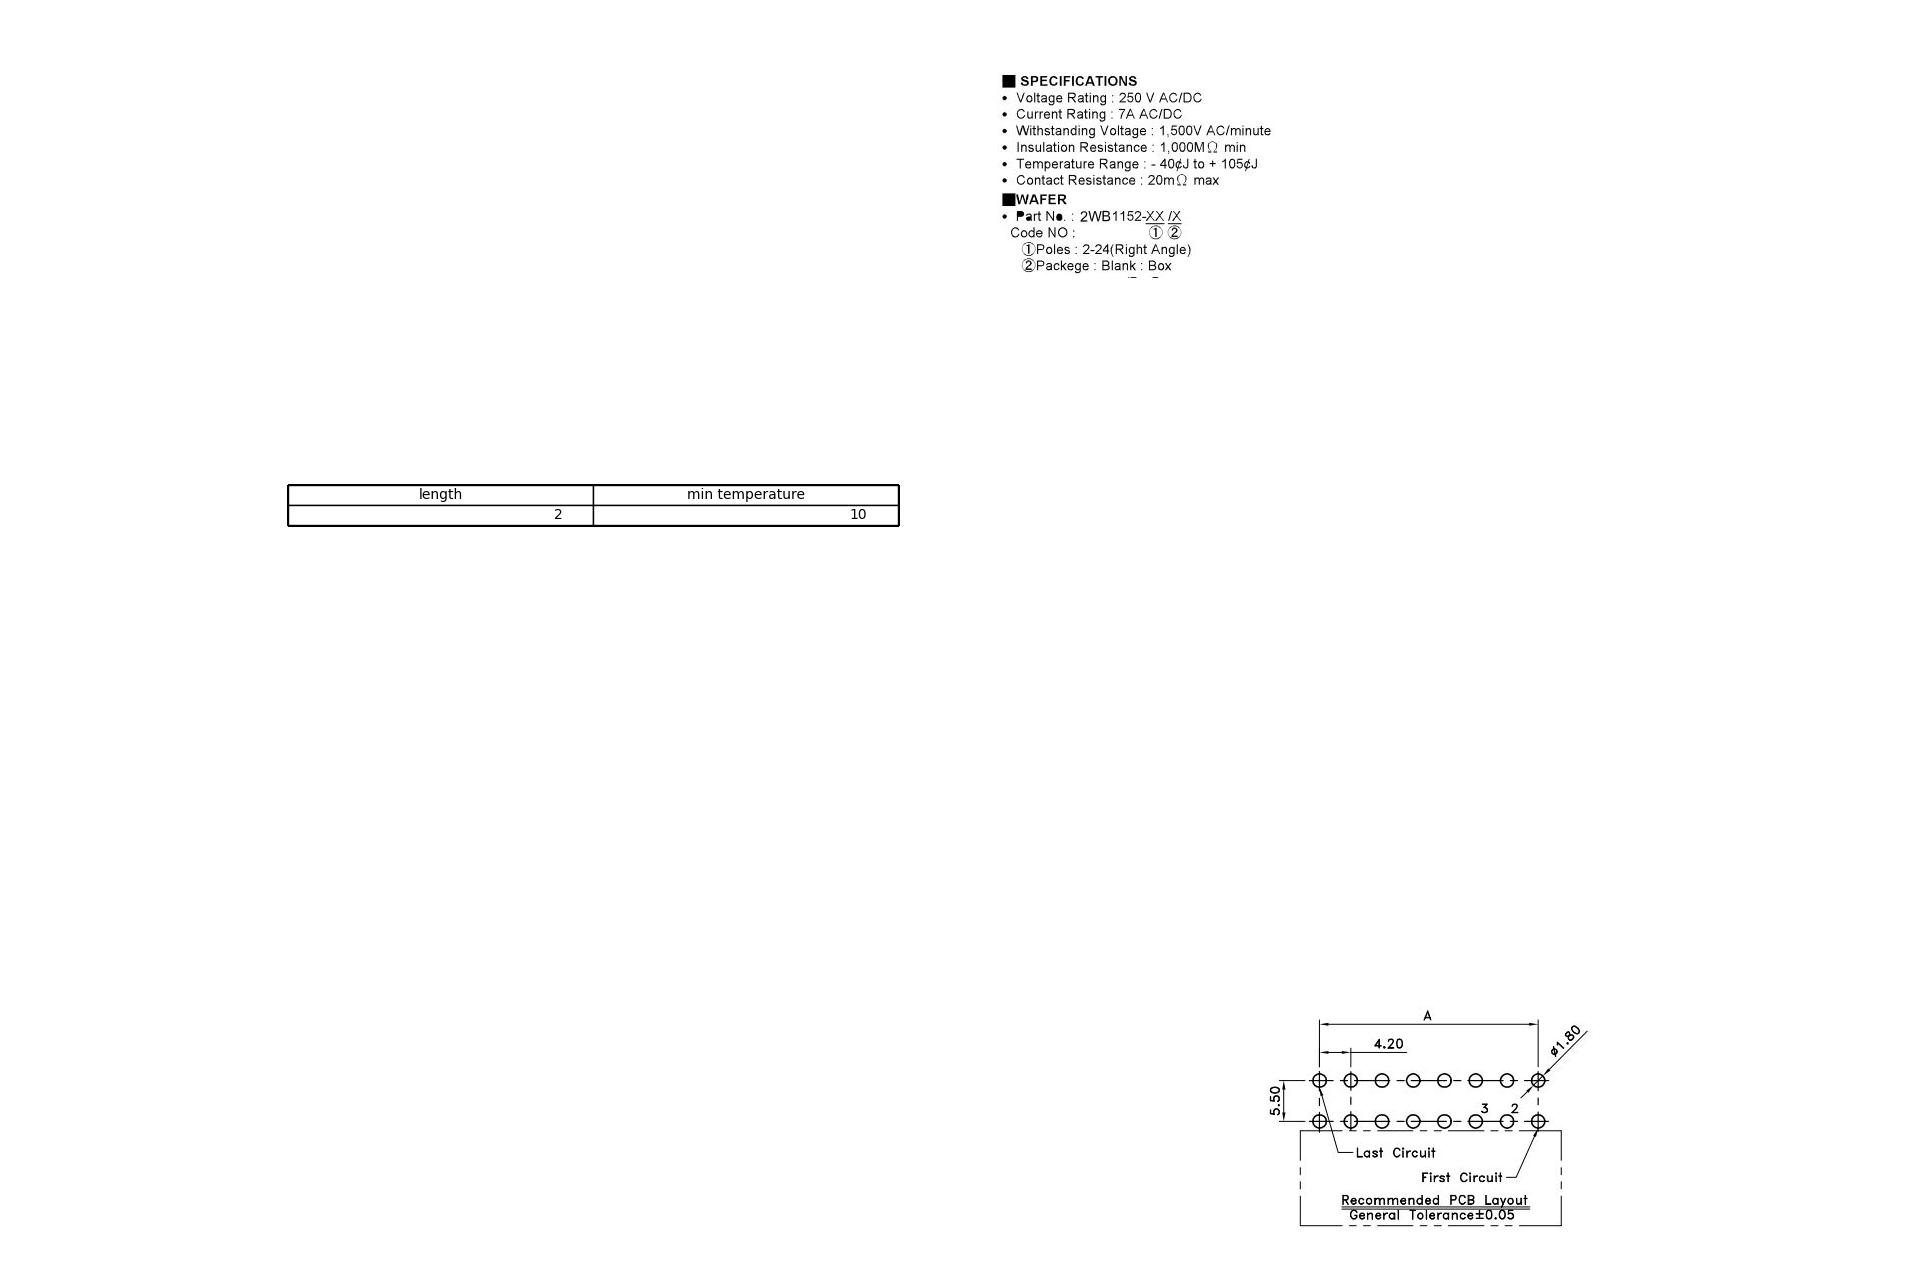 ■ SPECIFICATIONS
• Voltage Rating : 250 V AC/DC
• Current Rating : 7A AC/DC
• Withstanding Voltage : 1,500V AC/minute
• Insulation Resistance : 1,000MΩ min
• Temperature Range : - 40¢J to + 105¢J
• Contact Resistance : 20mΩ max
■WAFER
• Part No. : 2WB1152-XX /X
Code NO : ① ②
①Poles : 2-24(Right Angle)
②Packege : Blank : Box
length min temperature
2 10
A
4.20
ø1.80
5.50
3 2
Last Circuit
First Circuit
Recommended PCB Layout
General Tolerance±0.05